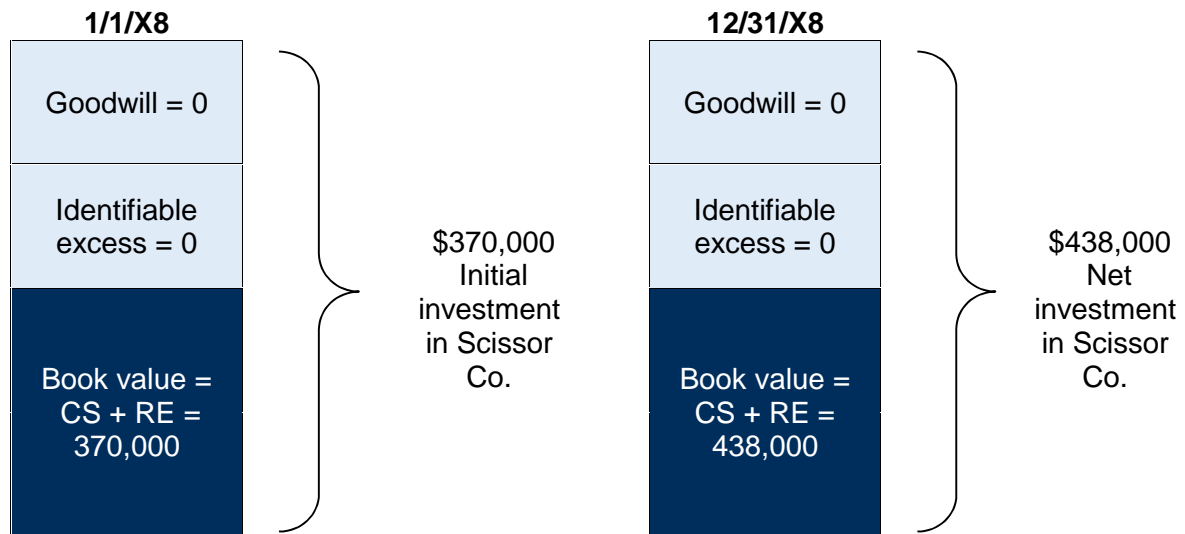 1/1/X8
Goodwill = 0
Identifiable
excess = 0
Book value =
CS + RE =
370,000
$370,000
Initial
investment
in Scissor
Co.
12/31/X8
Goodwill = 0
Identifiable
excess = 0
Book value =
CS + RE =
438,000
$438,000
Net
investment
in Scissor
Co.